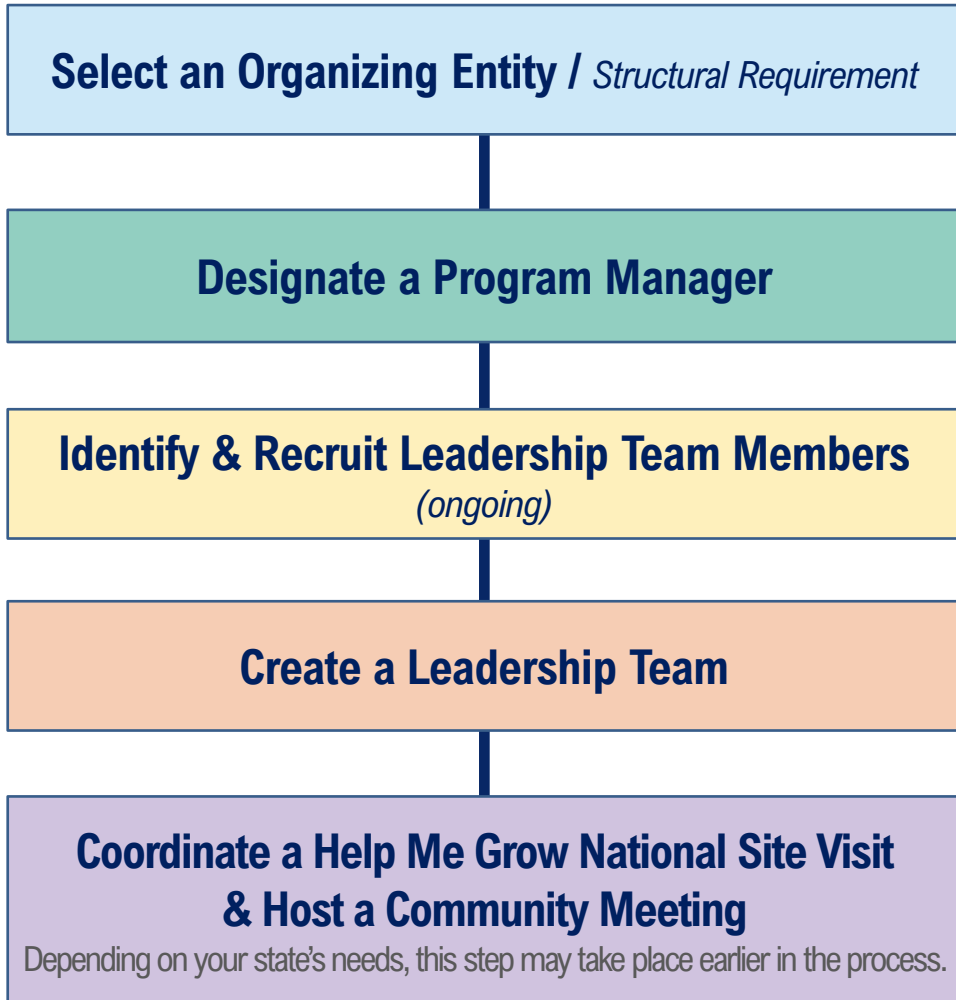 Select an Organizing Entity / Structural Requirement
Designate a Program Manager
Identify & Recruit Leadership Team Members
(ongoing)
Create a Leadership Team
Coordinate a Help Me Grow National Site Visit
& Host a Community Meeting
Depending on your state's needs, this step may take place earlier in the process.